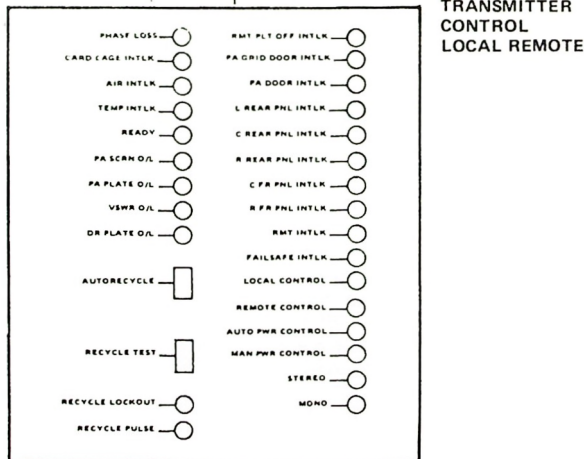 TRANSMITTER
CONTROL
LOCAL REMOTE
PHASE LOSS
CARD CAGE INTLK
AIR INTLK
TEMP INTLK
READY
PA SCRN O/L
PA PLATE O/L
VSWR O/L
DR PLATE O/L
AUTORECYCLE
RECYCLE TEST
RECYCLE LOCKOUT
RECYCLE PULSE
RMT PLT OFF INTLK
PA GRID DOOR INTLK
PA DOOR INTLK
L REAR PNL INTLK
C REAR PNL INTLK
R REAR PNL INTLK
C FR PNL INTLK
R FR PNL INTLK
RMT INTLK
FAILSAFE INTLK
LOCAL CONTROL
REMOTE CONTROL
AUTO PWR CONTROL
MAN PWR CONTROL
STEREO
MONO